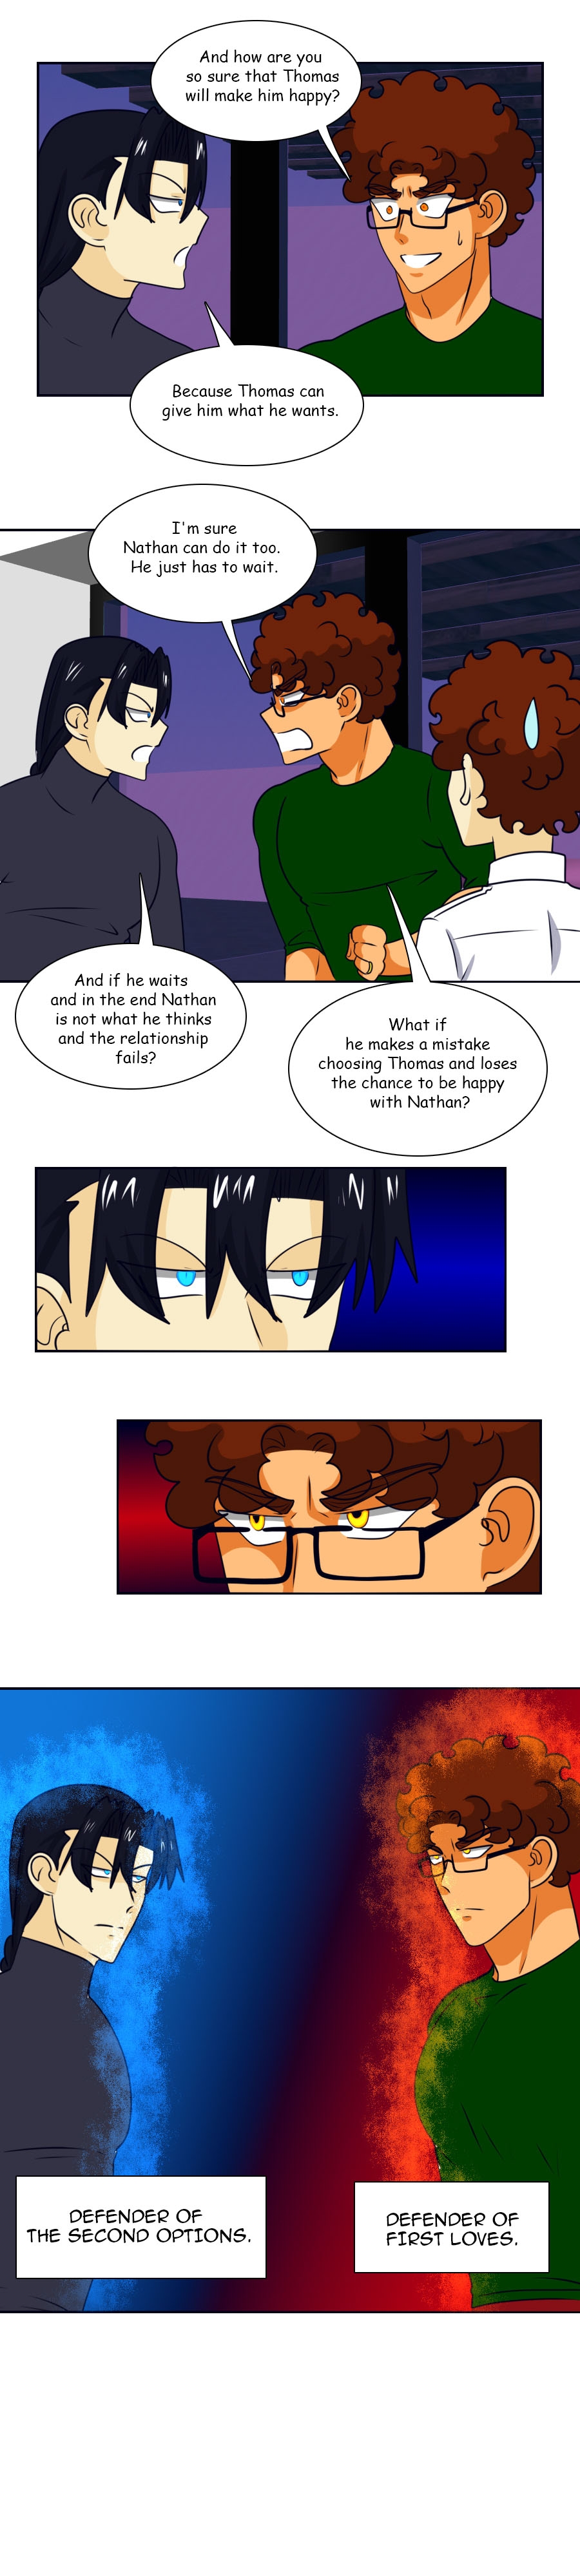 And how are you
so sure that Thomas
will make him happy?
Because Thomas can
give him what he wants.
I'm sure
Nathan can do it too.
He just has to wait.
And if he waits
and in the end Nathan
is not what he thinks
and the relationship
fails?
What if
he makes a mistake
choosing Thomas and loses
the chance to be happy
with Nathan?
DEFENDER OF
THE SECOND OPTIONS.
DEFENDER OF
FIRST LOVES.